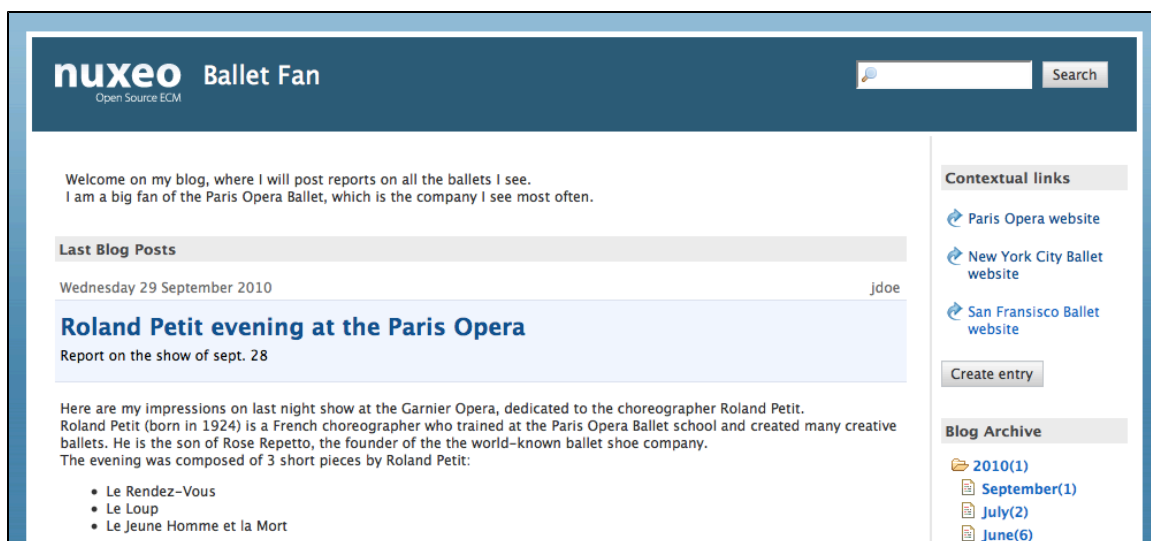 nuxeo
Open Source ECM
Ballet Fan
Search
Welcome on my blog, where I will post reports on all the ballets I see.
I am a big fan of the Paris Opera Ballet, which is the company I see most often.
Last Blog Posts
Wednesday 29 September 2010
jdoe
Roland Petit evening at the Paris Opera
Report on the show of sept. 28
Here are my impressions on last night show at the Garnier Opera, dedicated to the choreographer Roland Petit.
Roland Petit (born in 1924) is a French choreographer who trained at the Paris Opera Ballet school and created many creative
ballets. He is the son of Rose Repetto, the founder of the the world-known ballet shoe company.
The evening was composed of 3 short pieces by Roland Petit:
• Le Rendez-Vous
• Le Loup
• Le Jeune Homme et la Mort
Contextual links
Paris Opera website
New York City Ballet
website
San Fransisco Ballet
website
Create entry
Blog Archive
2010(1)
September(1)
July(2)
June(6)